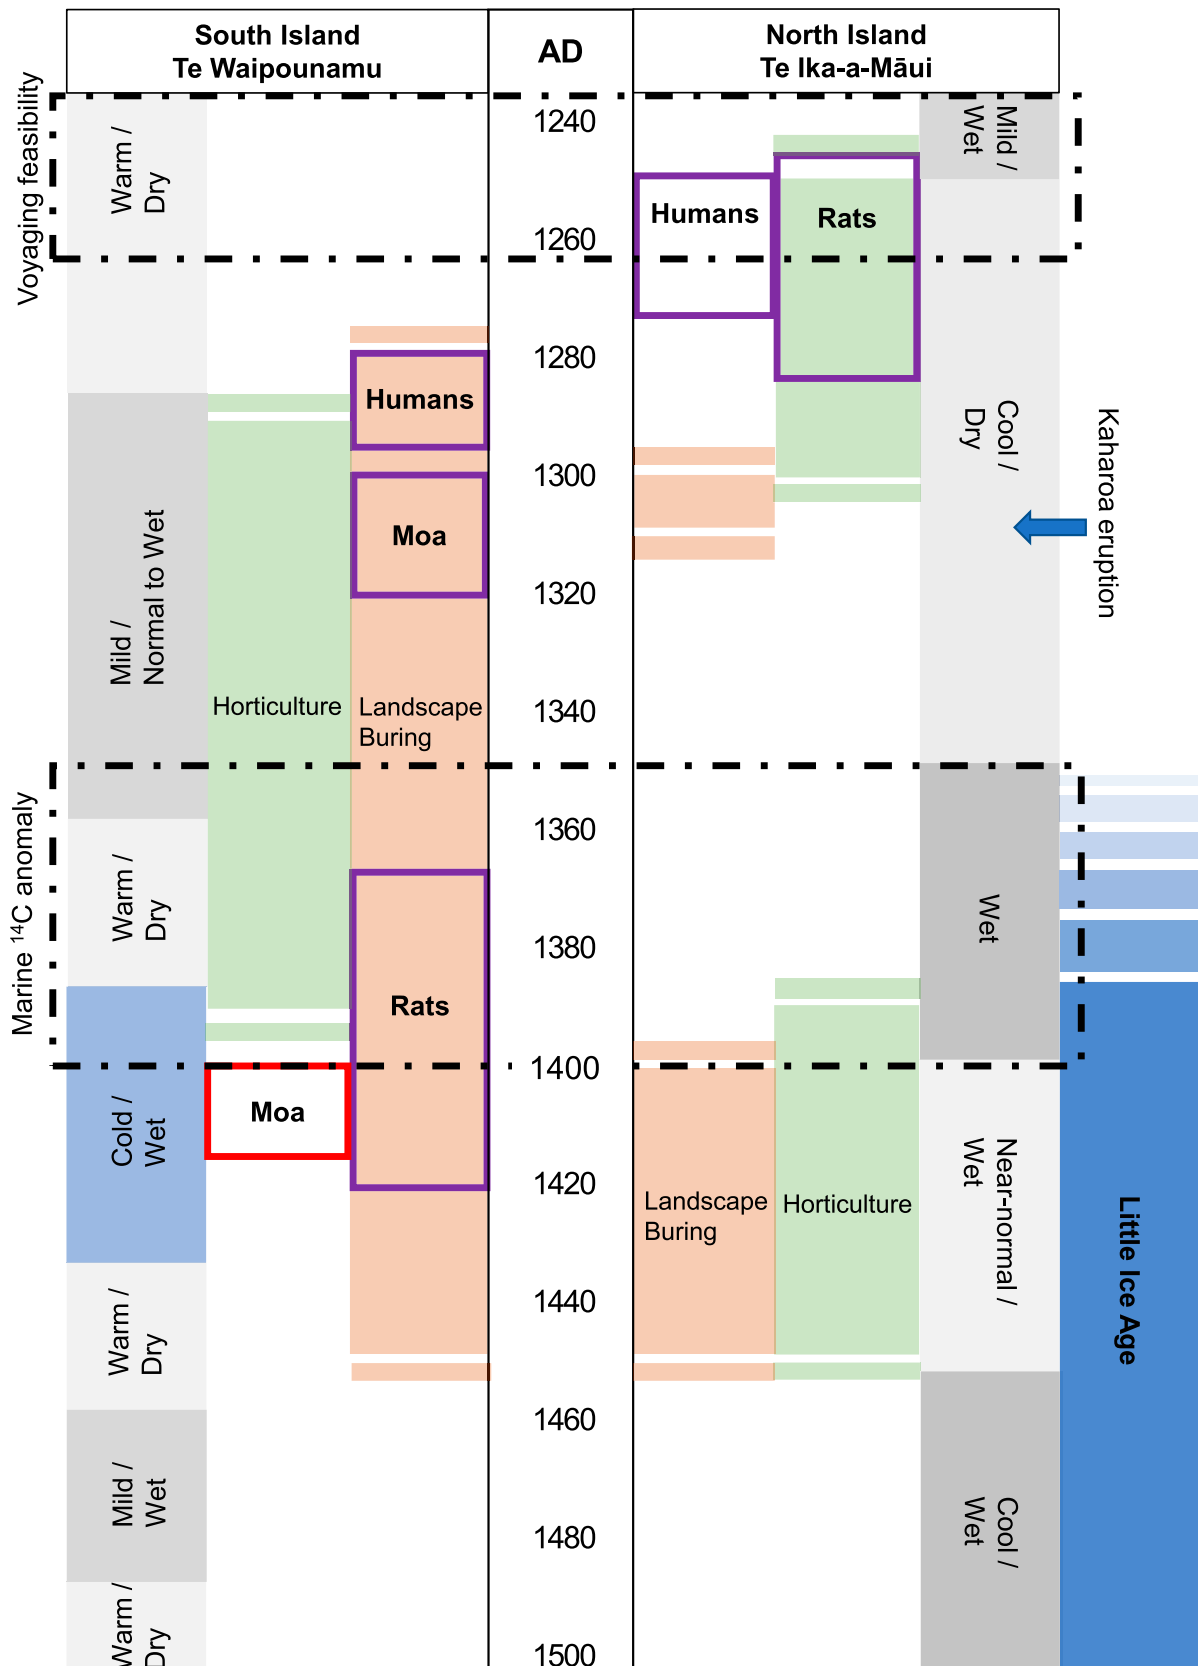 South Island
Te Waipounamu
AD
North Island
Te Ika-a-Māui
Voyaging feasibility
Warm /
Dry
1240
Mild /
Wet
Humans
Rats
1260
1280
Humans
Cool /
Dry
Kaharoa eruption
1300
Moa
1320
Mild /
Normal to Wet
Horticulture
Landscape
Buring
1340
Marine ¹⁴C anomaly
1360
Warm /
Dry
Wet
1380
Rats
1400
Moa
Cold /
Wet
1420
Landscape
Buring
Horticulture
Near-normal /
Wet
Little Ice Age
1440
Warm /
Dry
1460
Mild /
Wet
1480
Cool /
Wet
Warm /
Dry
1500